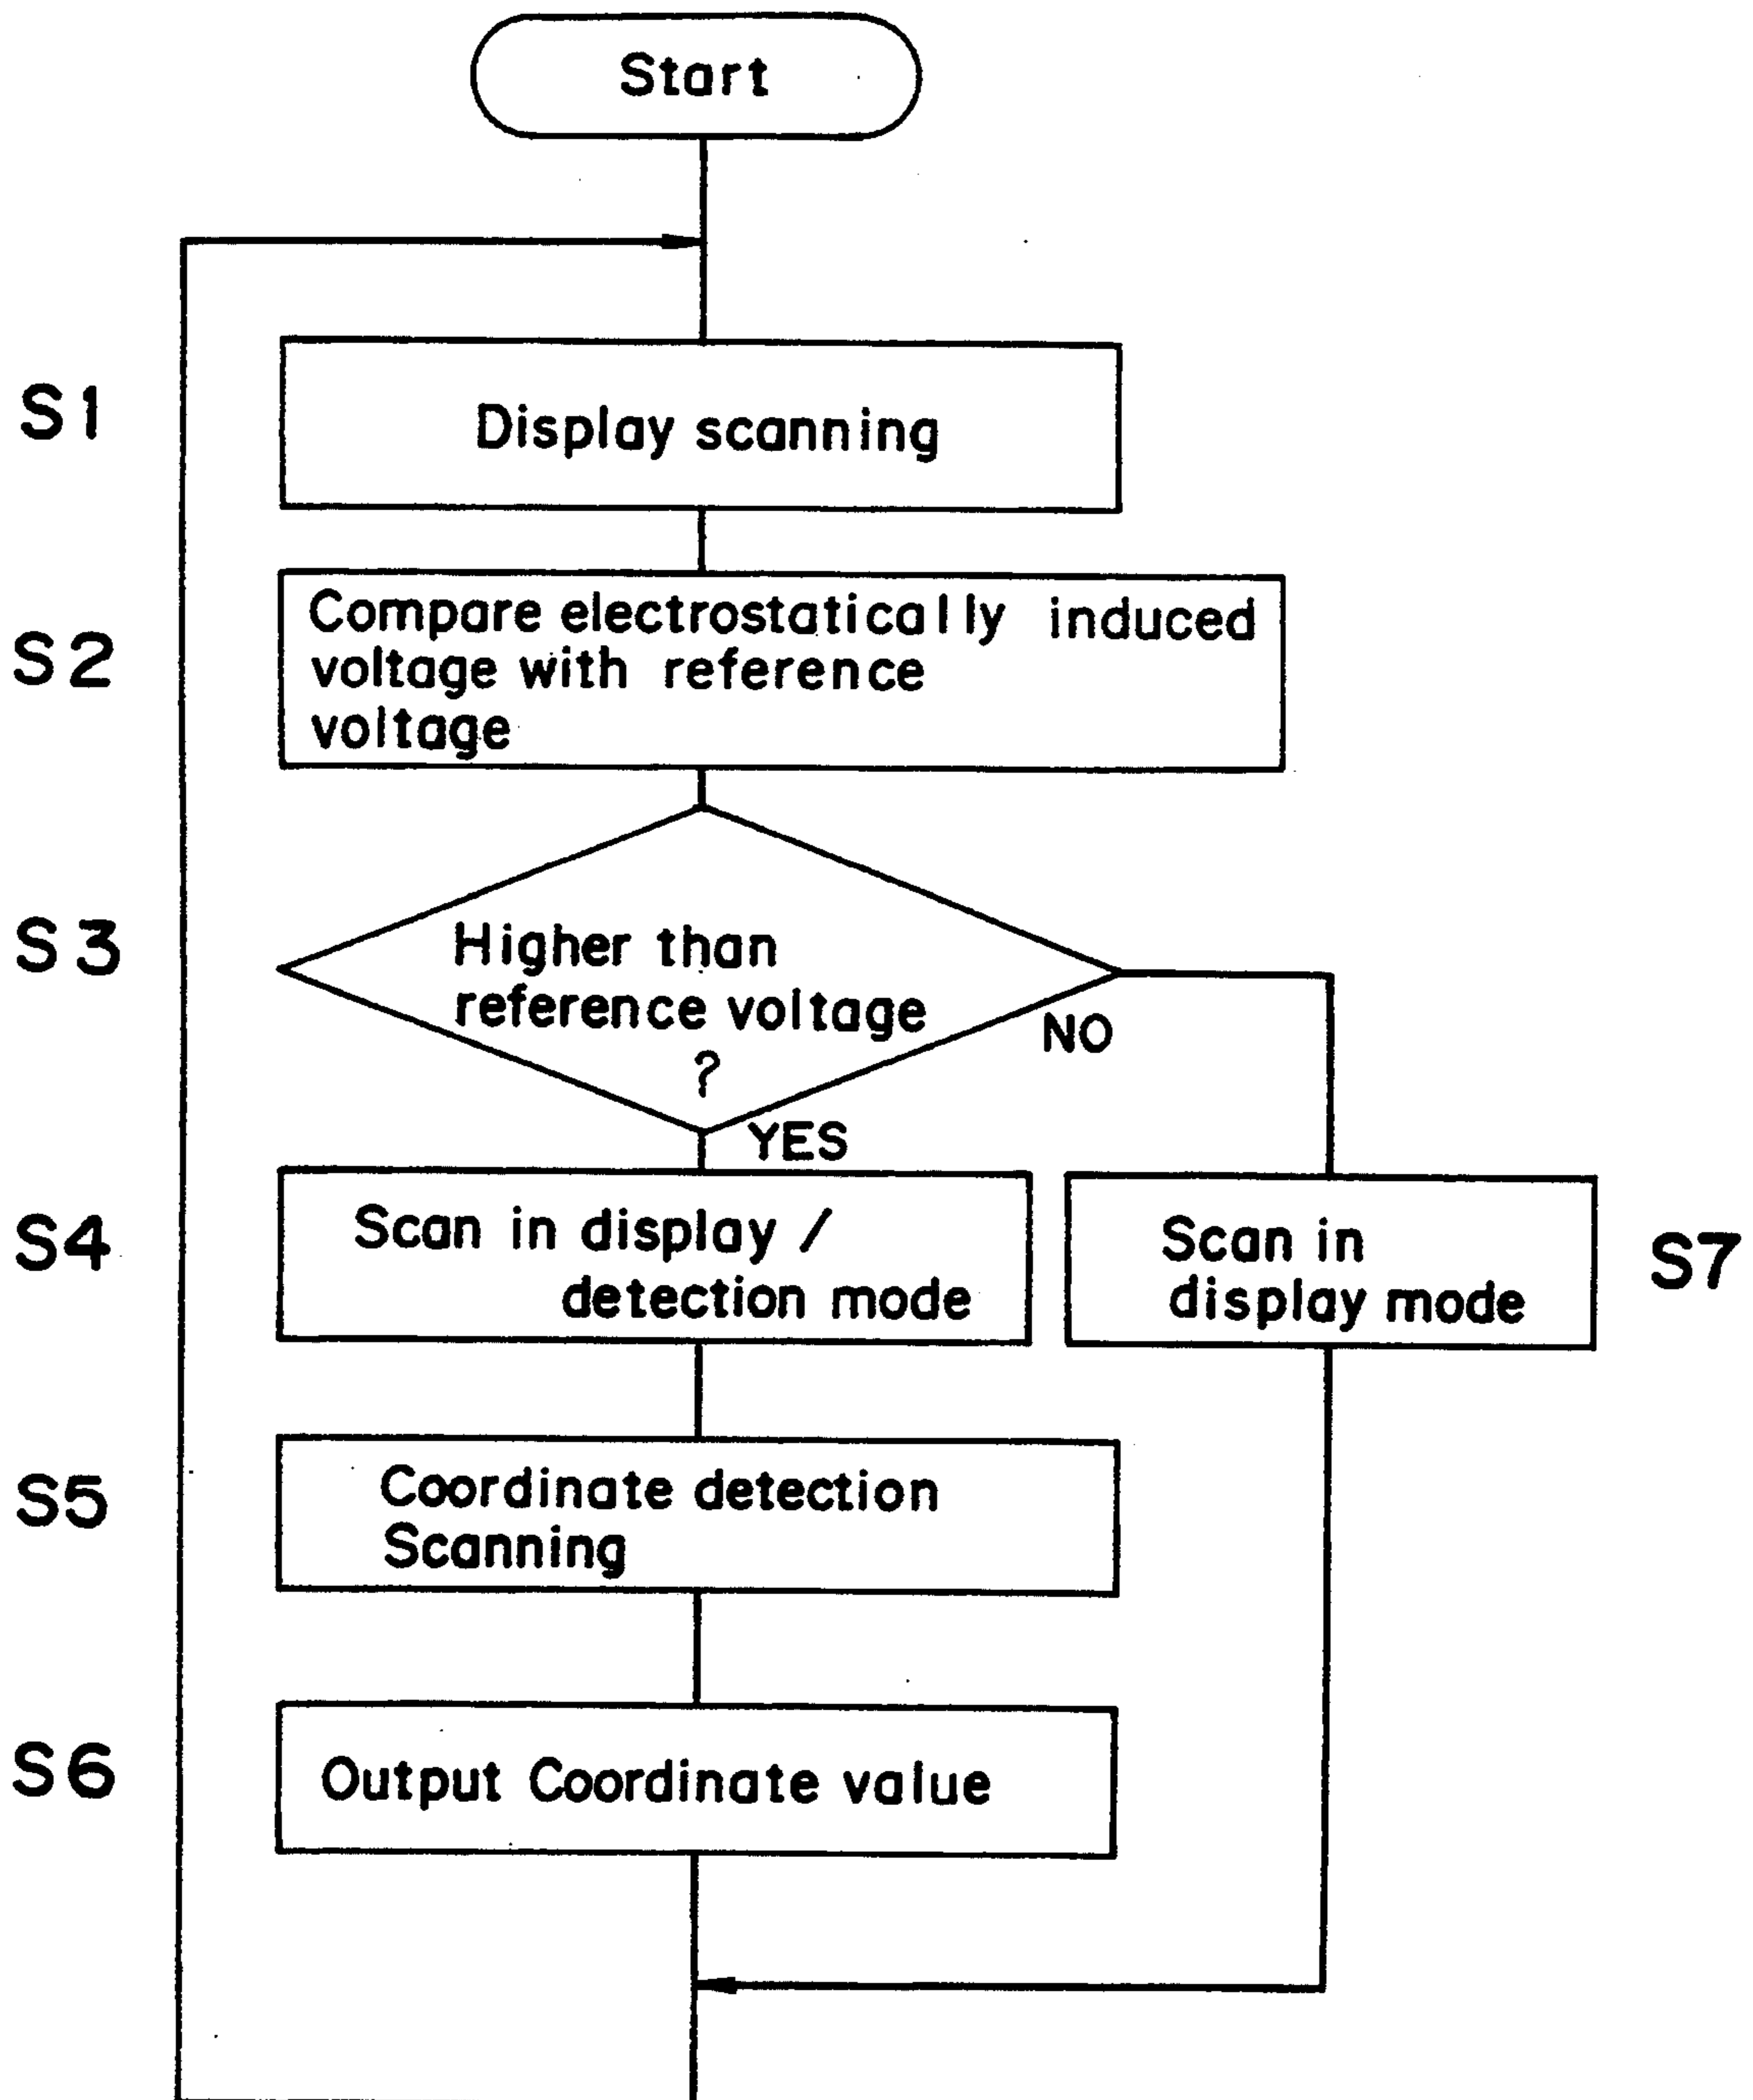 Start
S1
Display scanning
S2
Compare electrostatically induced
voltage with reference
voltage
S3
Higher than
reference voltage
?
NO
YES
S4
Scan in display /
detection mode
Scan in
display mode
S7
S5
Coordinate detection
Scanning
S6
Output Coordinate value